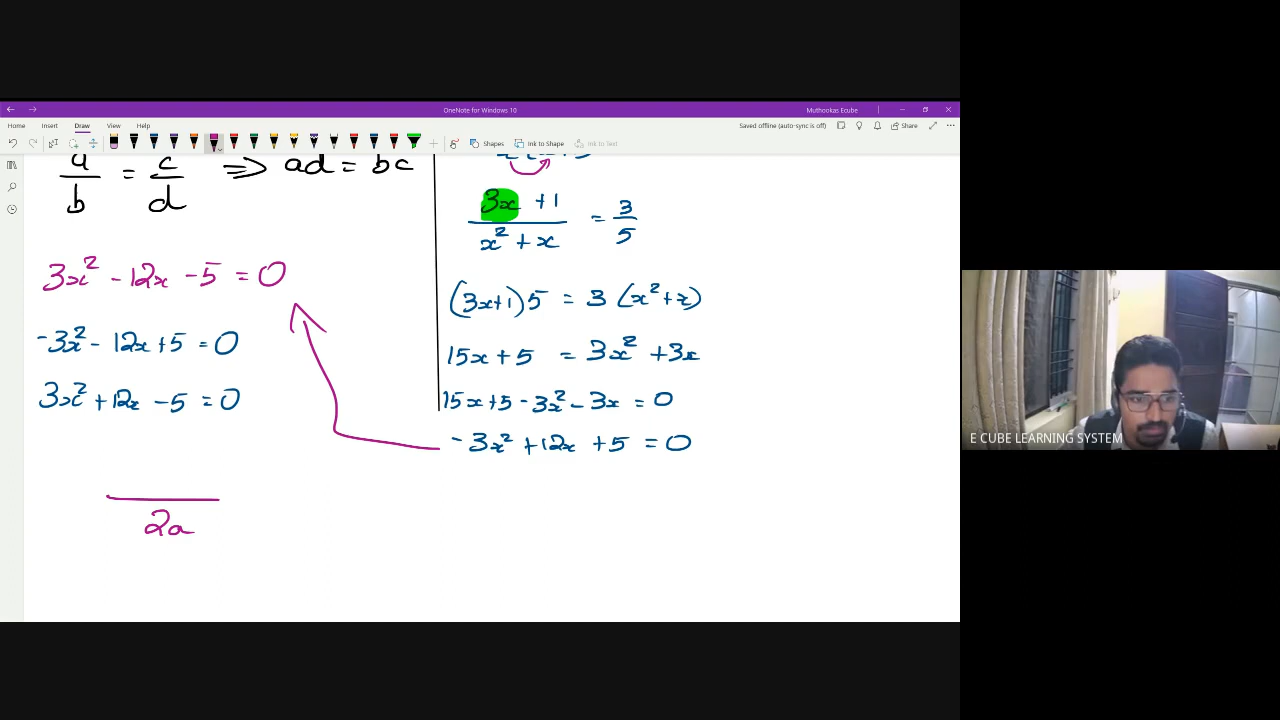 OneNote for Windows 10
Muthookas Ecube
Home Insert Draw View Help
Saved offline (auto-sync is off)
Share
Shapes
Ink to Shape
Ink to Text
a/b = c/d ⇒ ad = bc
3x² - 12x - 5 = 0
-3x² - 12x + 5 = 0
3x² + 12x - 5 = 0
2a
(3x + 1)/(x² + x) = 3/5
(3x+1)5 = 3(x²+x)
15x + 5 = 3x² + 3x
15x + 5 - 3x² - 3x = 0
-3x² + 12x + 5 = 0
E CUBE LEARNING SYSTEM